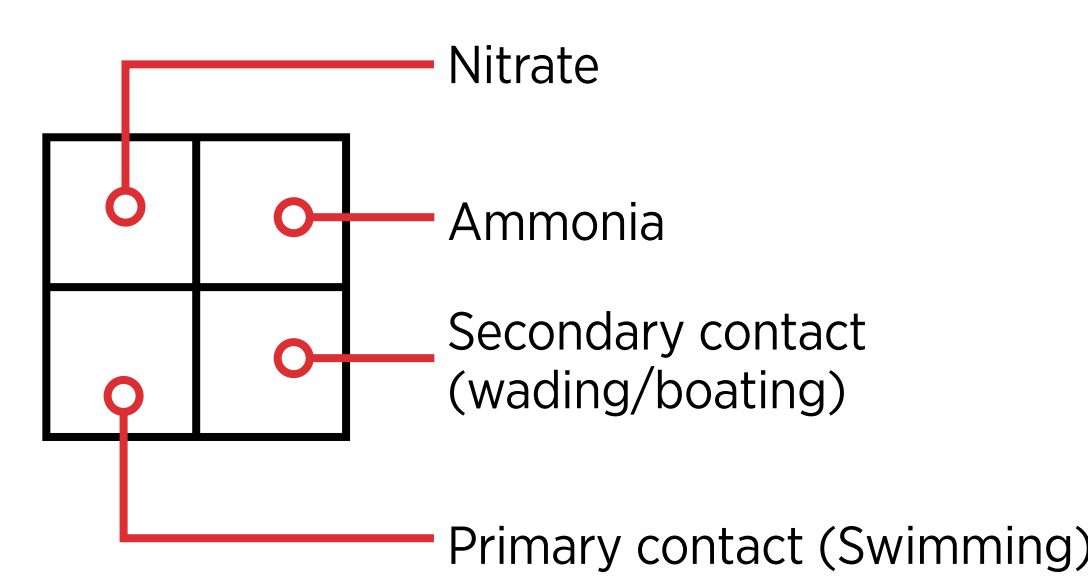 Nitrate
Ammonia
Secondary contact
(wading/boating)
Primary contact (Swimming)